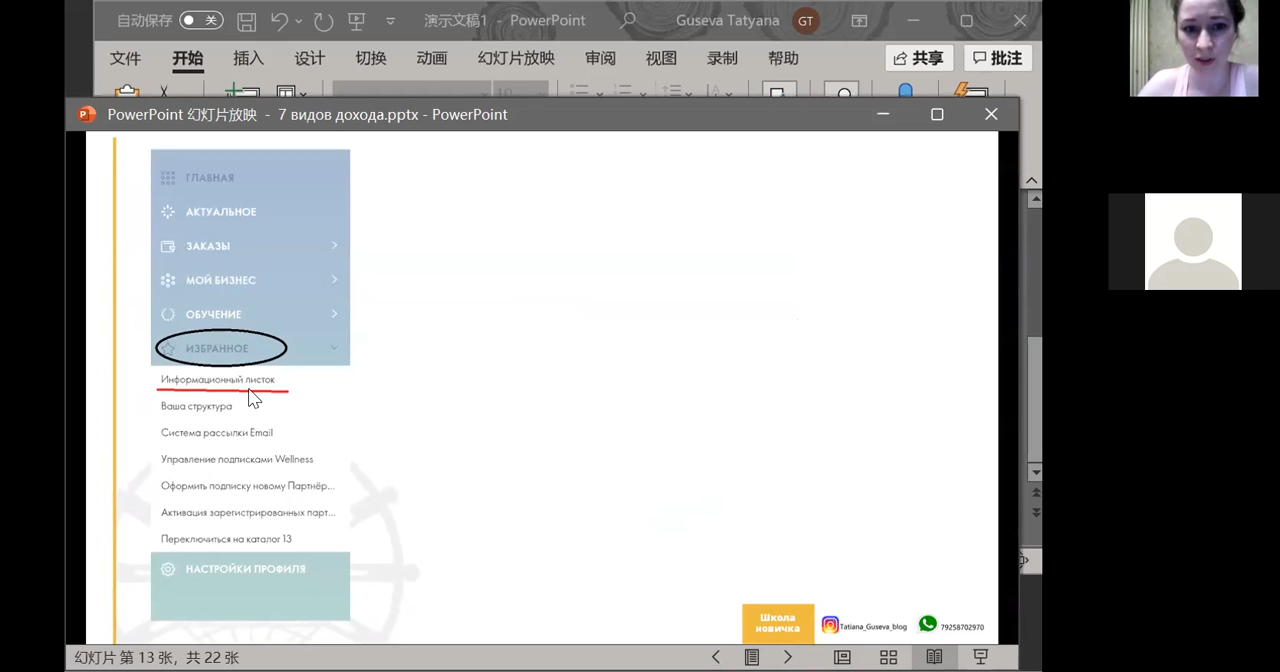 自动保存 关 演示文稿1 - PowerPoint Guseva Tatyana GT
文件 开始 插入 设计 切换 动画 幻灯片放映 审阅 视图 录制 帮助 共享 批注
PowerPoint 幻灯片放映 - 7 видов дохода.pptx - PowerPoint
ГЛАВНАЯ
АКТУАЛЬНОЕ
ЗАКАЗЫ
МОЙ БИЗНЕС
ОБУЧЕНИЕ
ИЗБРАННОЕ
Информационный листок
Ваша структура
Система рассылки Email
Управление подписками Wellness
Оформить подписку новому Партнёр...
Активация зарегистрированных парт...
Переключиться на каталог 13
НАСТРОЙКИ ПРОФИЛЯ
Школа
новичка
Tatiana_Guseva_blog
79258702970
幻灯片 第 13 张，共 22 张